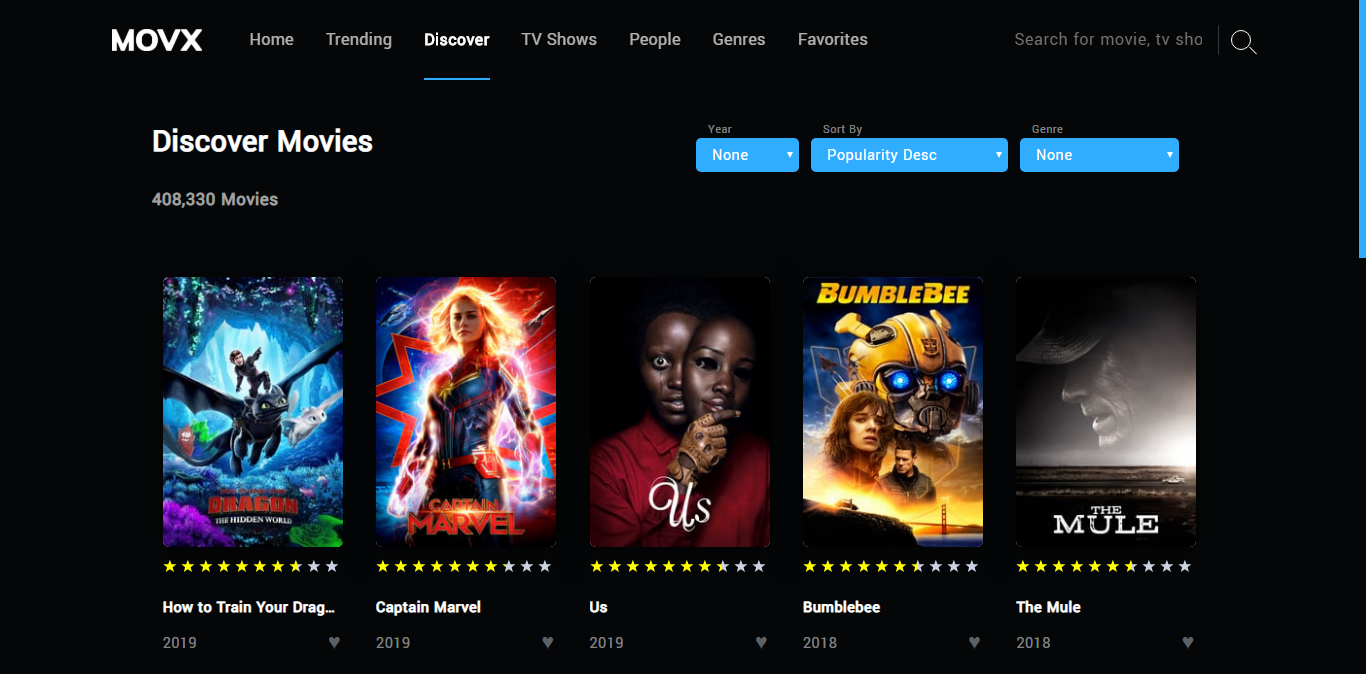 MOVX Home Trending Discover TV Shows People Genres Favorites Search for movie, tv sho
Year Sort By Genre
Discover Movies None Popularity Desc None
408,330 Movies
BUMBLEBEE
DRAGON
THE HIDDEN WORLD
CAPTAIN
MARVEL
Us
THE
MULE
How to Train Your Drag... Captain Marvel Us Bumblebee The Mule
2019 2019 2019 2018 2018